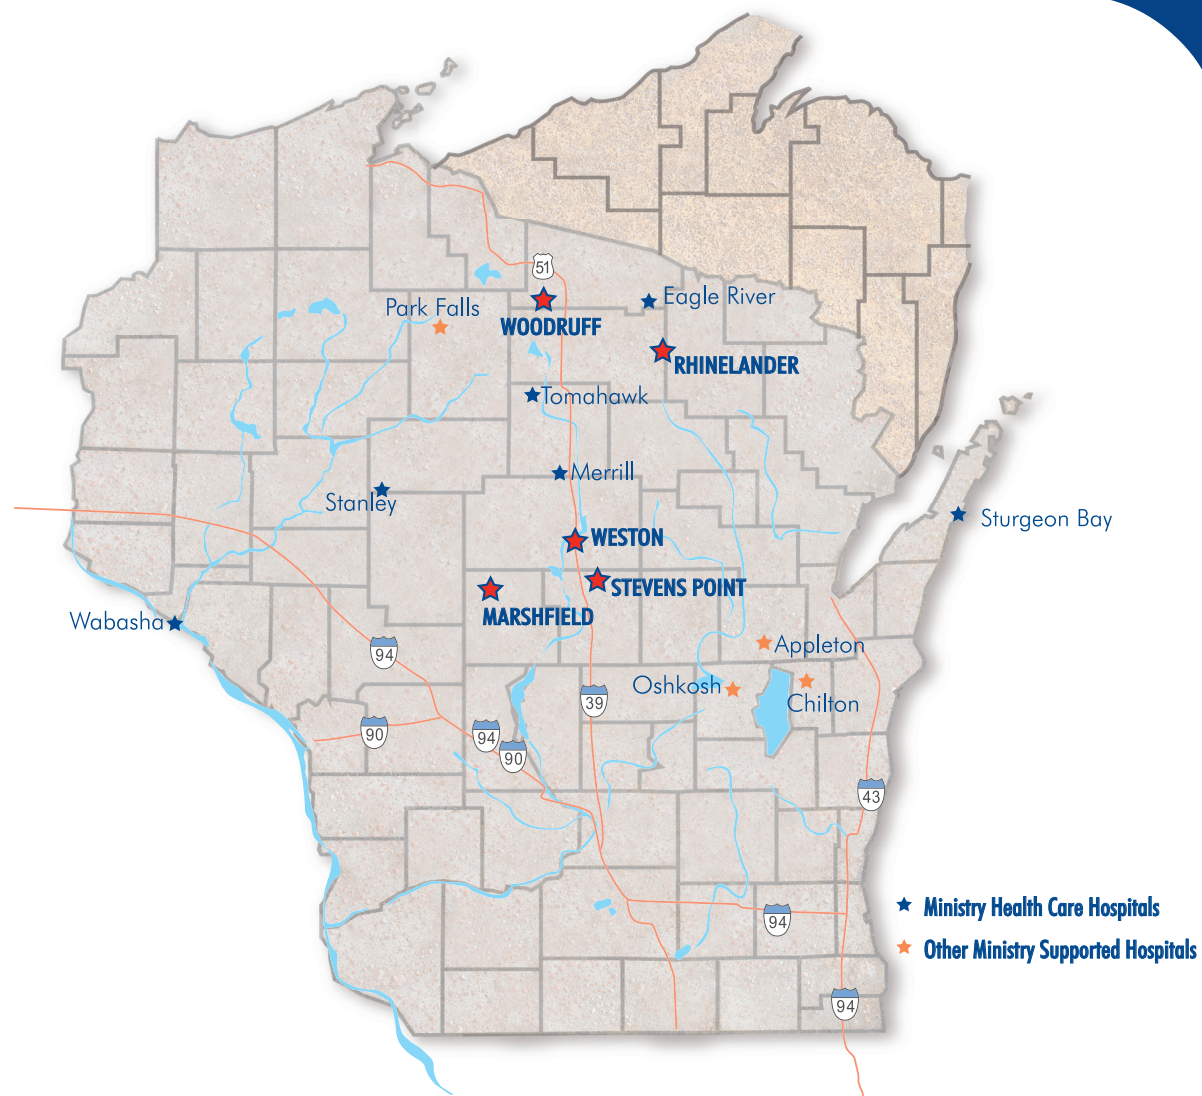 51
Park Falls
Eagle River
WOODRUFF
RHINELANDER
Tomahawk
Merrill
Stanley
Sturgeon Bay
WESTON
STEVENS POINT
MARSHFIELD
Wabasha
94
Appleton
Oshkosh
39
Chilton
90
94
90
43
Ministry Health Care Hospitals
94
Other Ministry Supported Hospitals
94